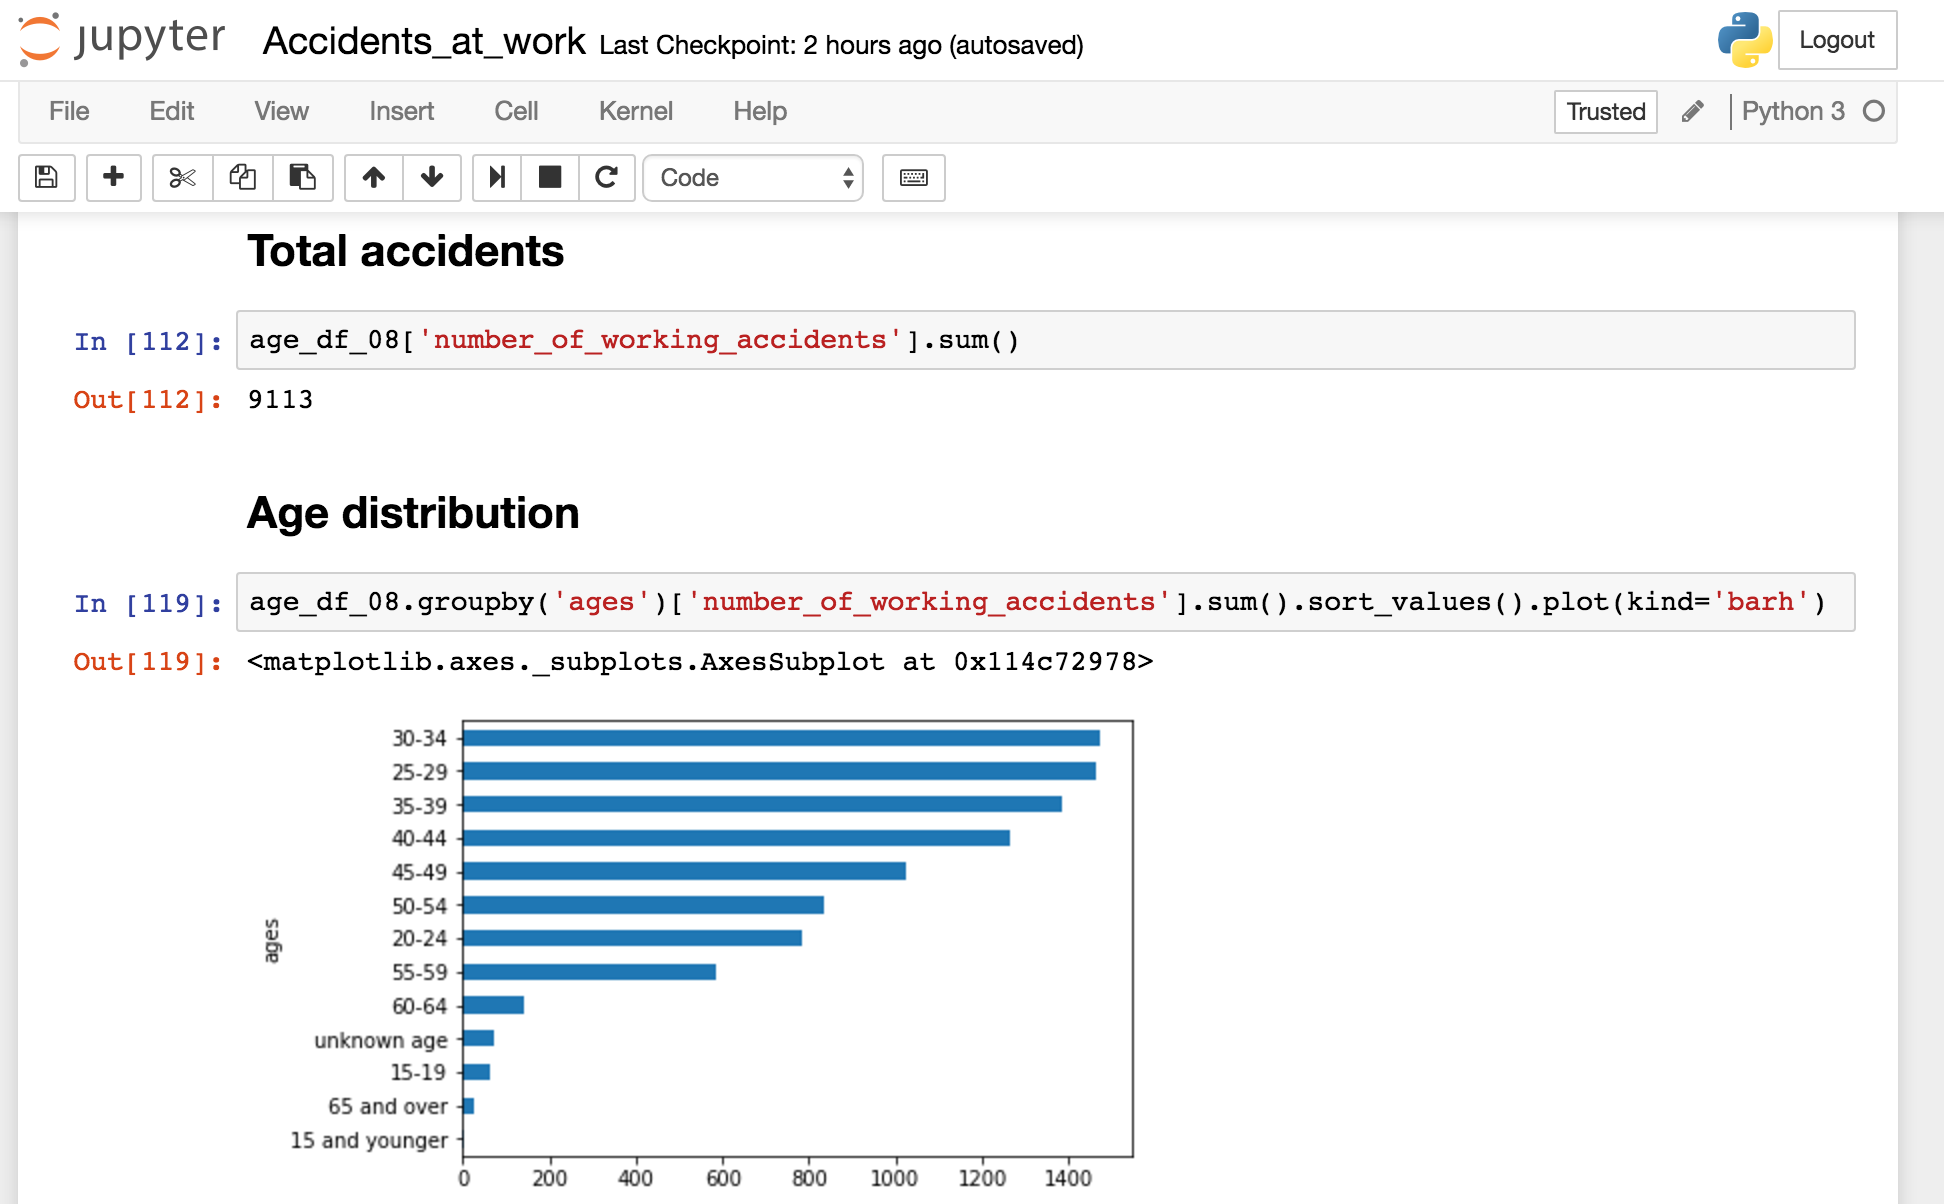 jupyter Accidents_at_work Last Checkpoint: 2 hours ago (autosaved) Logout
File Edit View Insert Cell Kernel Help Trusted Python 3
Code
Total accidents
In [112]: age_df_08['number_of_working_accidents'].sum()
Out[112]: 9113
Age distribution
In [119]: age_df_08.groupby('ages')['number_of_working_accidents'].sum().sort_values().plot(kind='barh')
Out[119]: <matplotlib.axes._subplots.AxesSubplot at 0x114c72978>
30-34
25-29
35-39
40-44
45-49
50-54
20-24
55-59
60-64
unknown age
15-19
65 and over
15 and younger
ages
0 200 400 600 800 1000 1200 1400